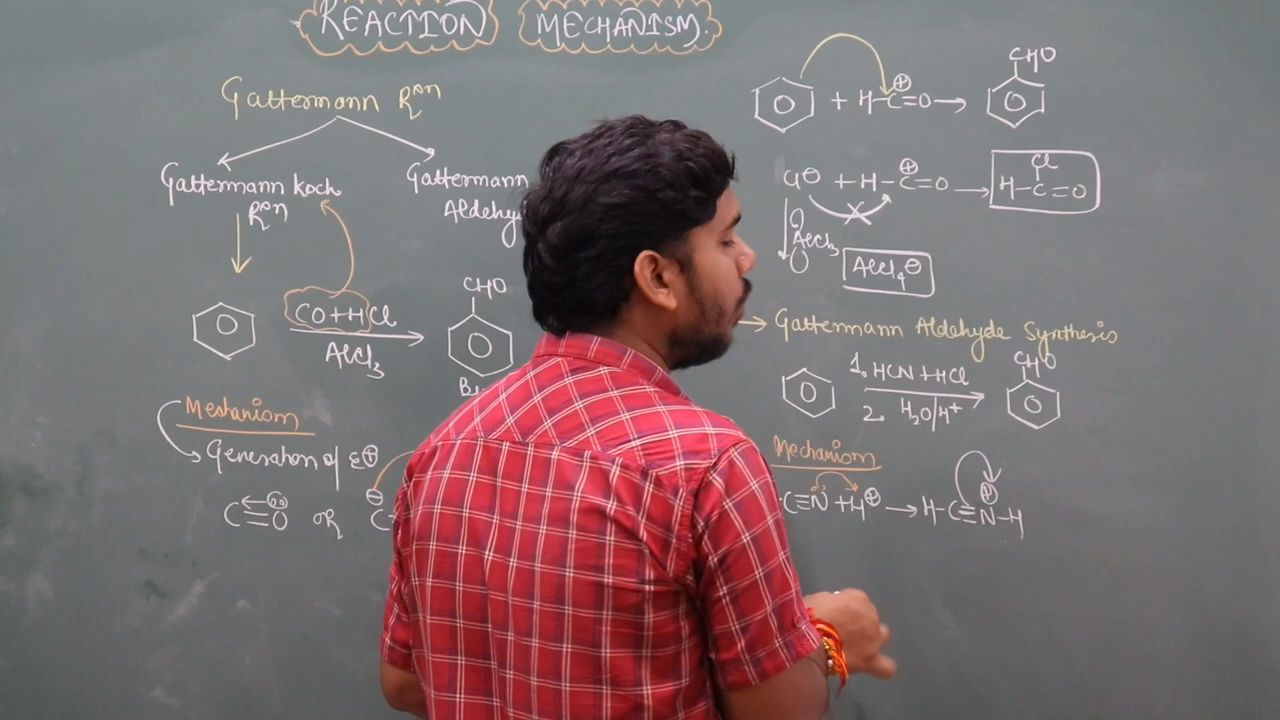 REACTION MECHANISM.
Gattermann Rxn
Gattermann Koch
Rxn
Gattermann
CO+HCl
AlCl3
CHO
Mechanism
Generation of E⊕
C≡O or
+ H-C⊕=O →
CHO
Cl⊖ + H-C⊕=O →
Cl
H-C=O
AlCl3
AlCl4⊖
→ Gattermann Aldehyde Synthesis
1. HCN + HCl
2. H2O/H+
CHO
Mechanism
C≡N + H⊕ → H-C≡N⊕-H